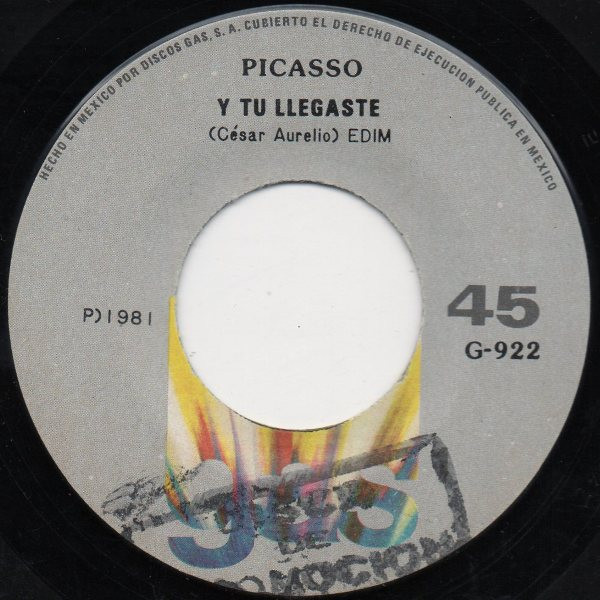 HECHO EN MEXICO POR DISCOS GAS, S. A. CUBIERTO EL DERECHO DE EJECUCION PUBLICA EN MEXICO
PICASSO
Y TU LLEGASTE
(César Aurelio) EDIM
P)1981
45
G-922
gas
DE